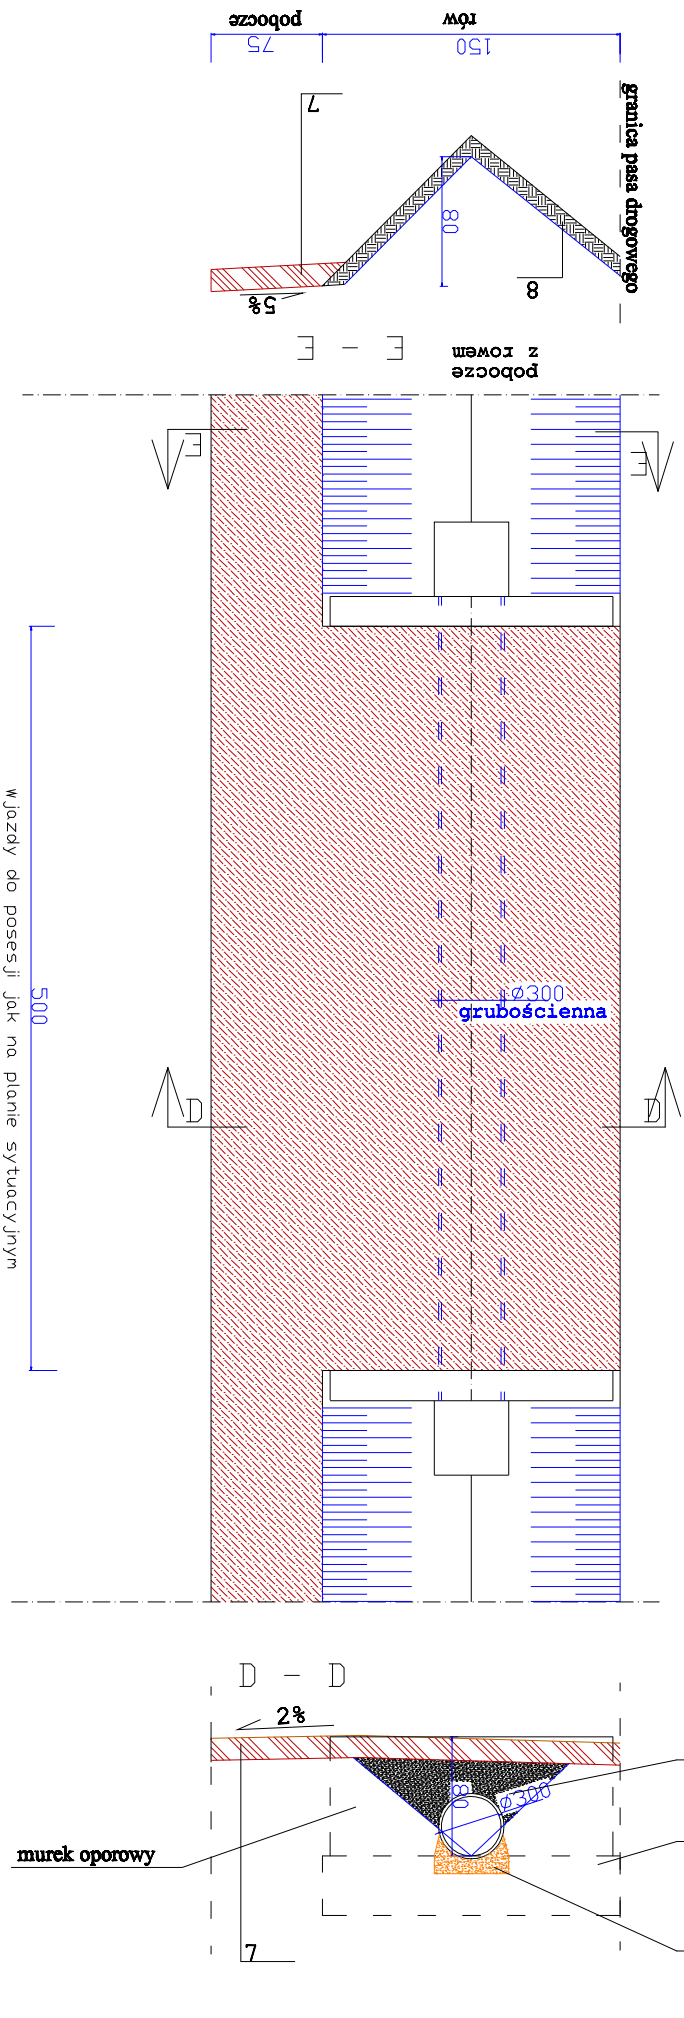 pobocze
rów
75
150
granica pasa drogowego
7
80
8
5%
E - E
pobocze
z rowem
E
E
wjazdy do posesji jak na planie sytuacyjnym
500
ø300
grubościenna
D
D
D - D
2%
80
ø300
murek oporowy
7